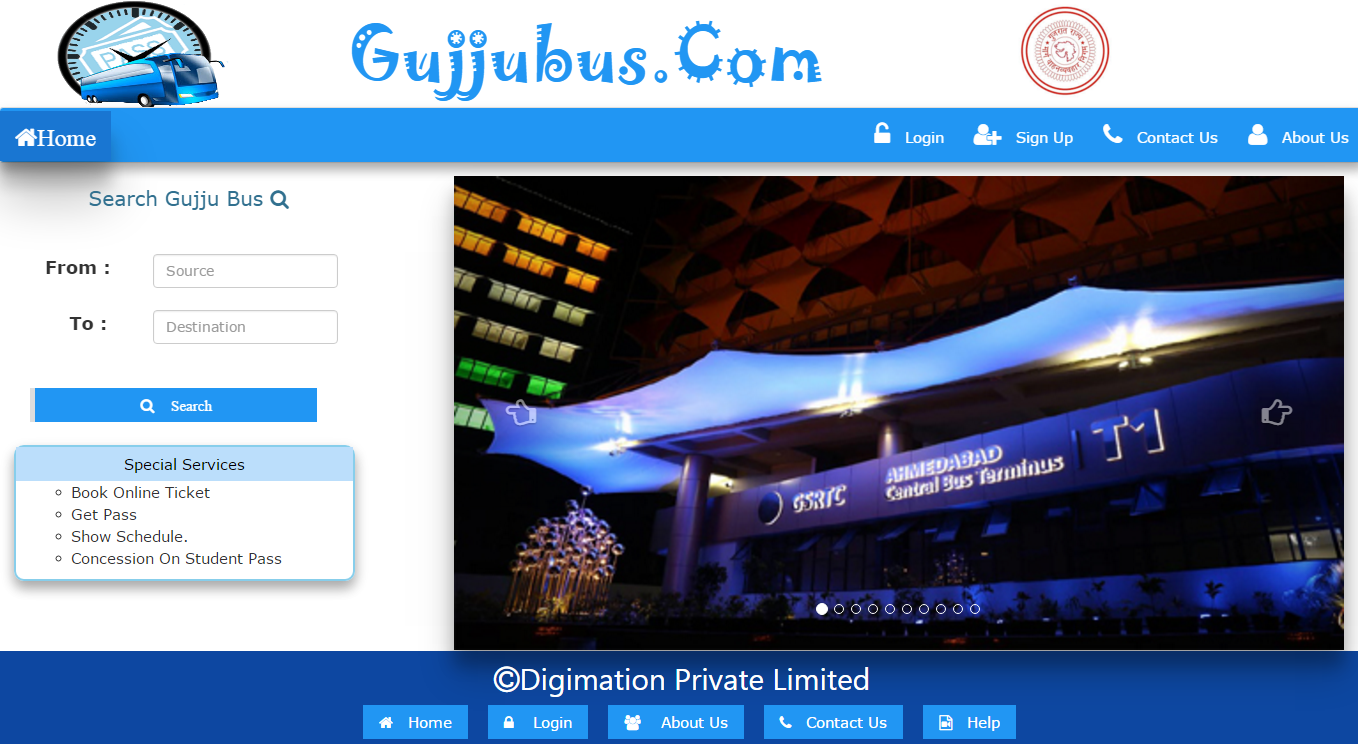 PASS
Gujjubus.Com
Home
Login
Sign Up
Contact Us
About Us
Search Gujju Bus
From :
Source
To :
Destination
Search
Special Services
Book Online Ticket
Get Pass
Show Schedule.
Concession On Student Pass
GSRTC
AHMEDABAD
Central Bus Terminus
T1
©Digimation Private Limited
Home
Login
About Us
Contact Us
Help